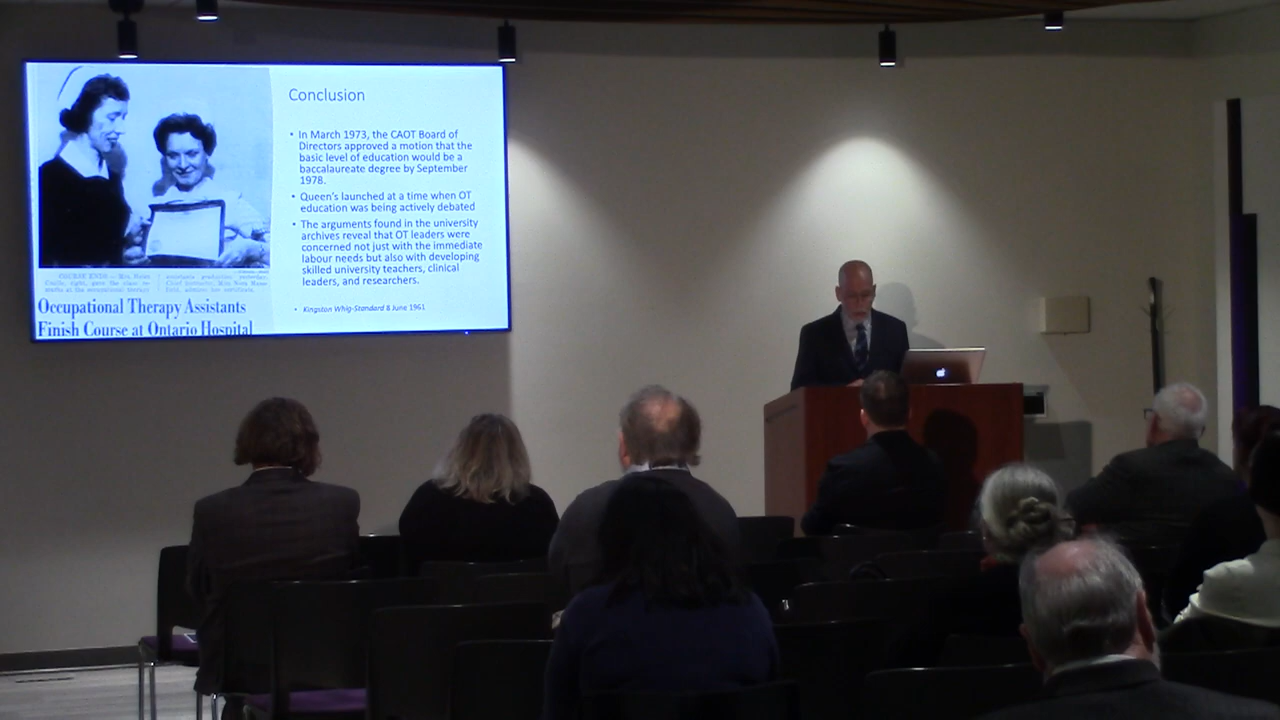 Conclusion
• In March 1973, the CAOT Board of
Directors approved a motion that the
basic level of education would be a
baccalaureate degree by September
1978.
• Queen's launched at a time when OT
education was being actively debated
• The arguments found in the university
archives reveal that OT leaders were
concerned not just with the immediate
labour needs but also with developing
skilled university teachers, clinical
leaders, and researchers.
• Kingston Whig-Standard 8 June 1961
COURSE ENDS
Occupational Therapy Assistants
Finish Course at Ontario Hospital